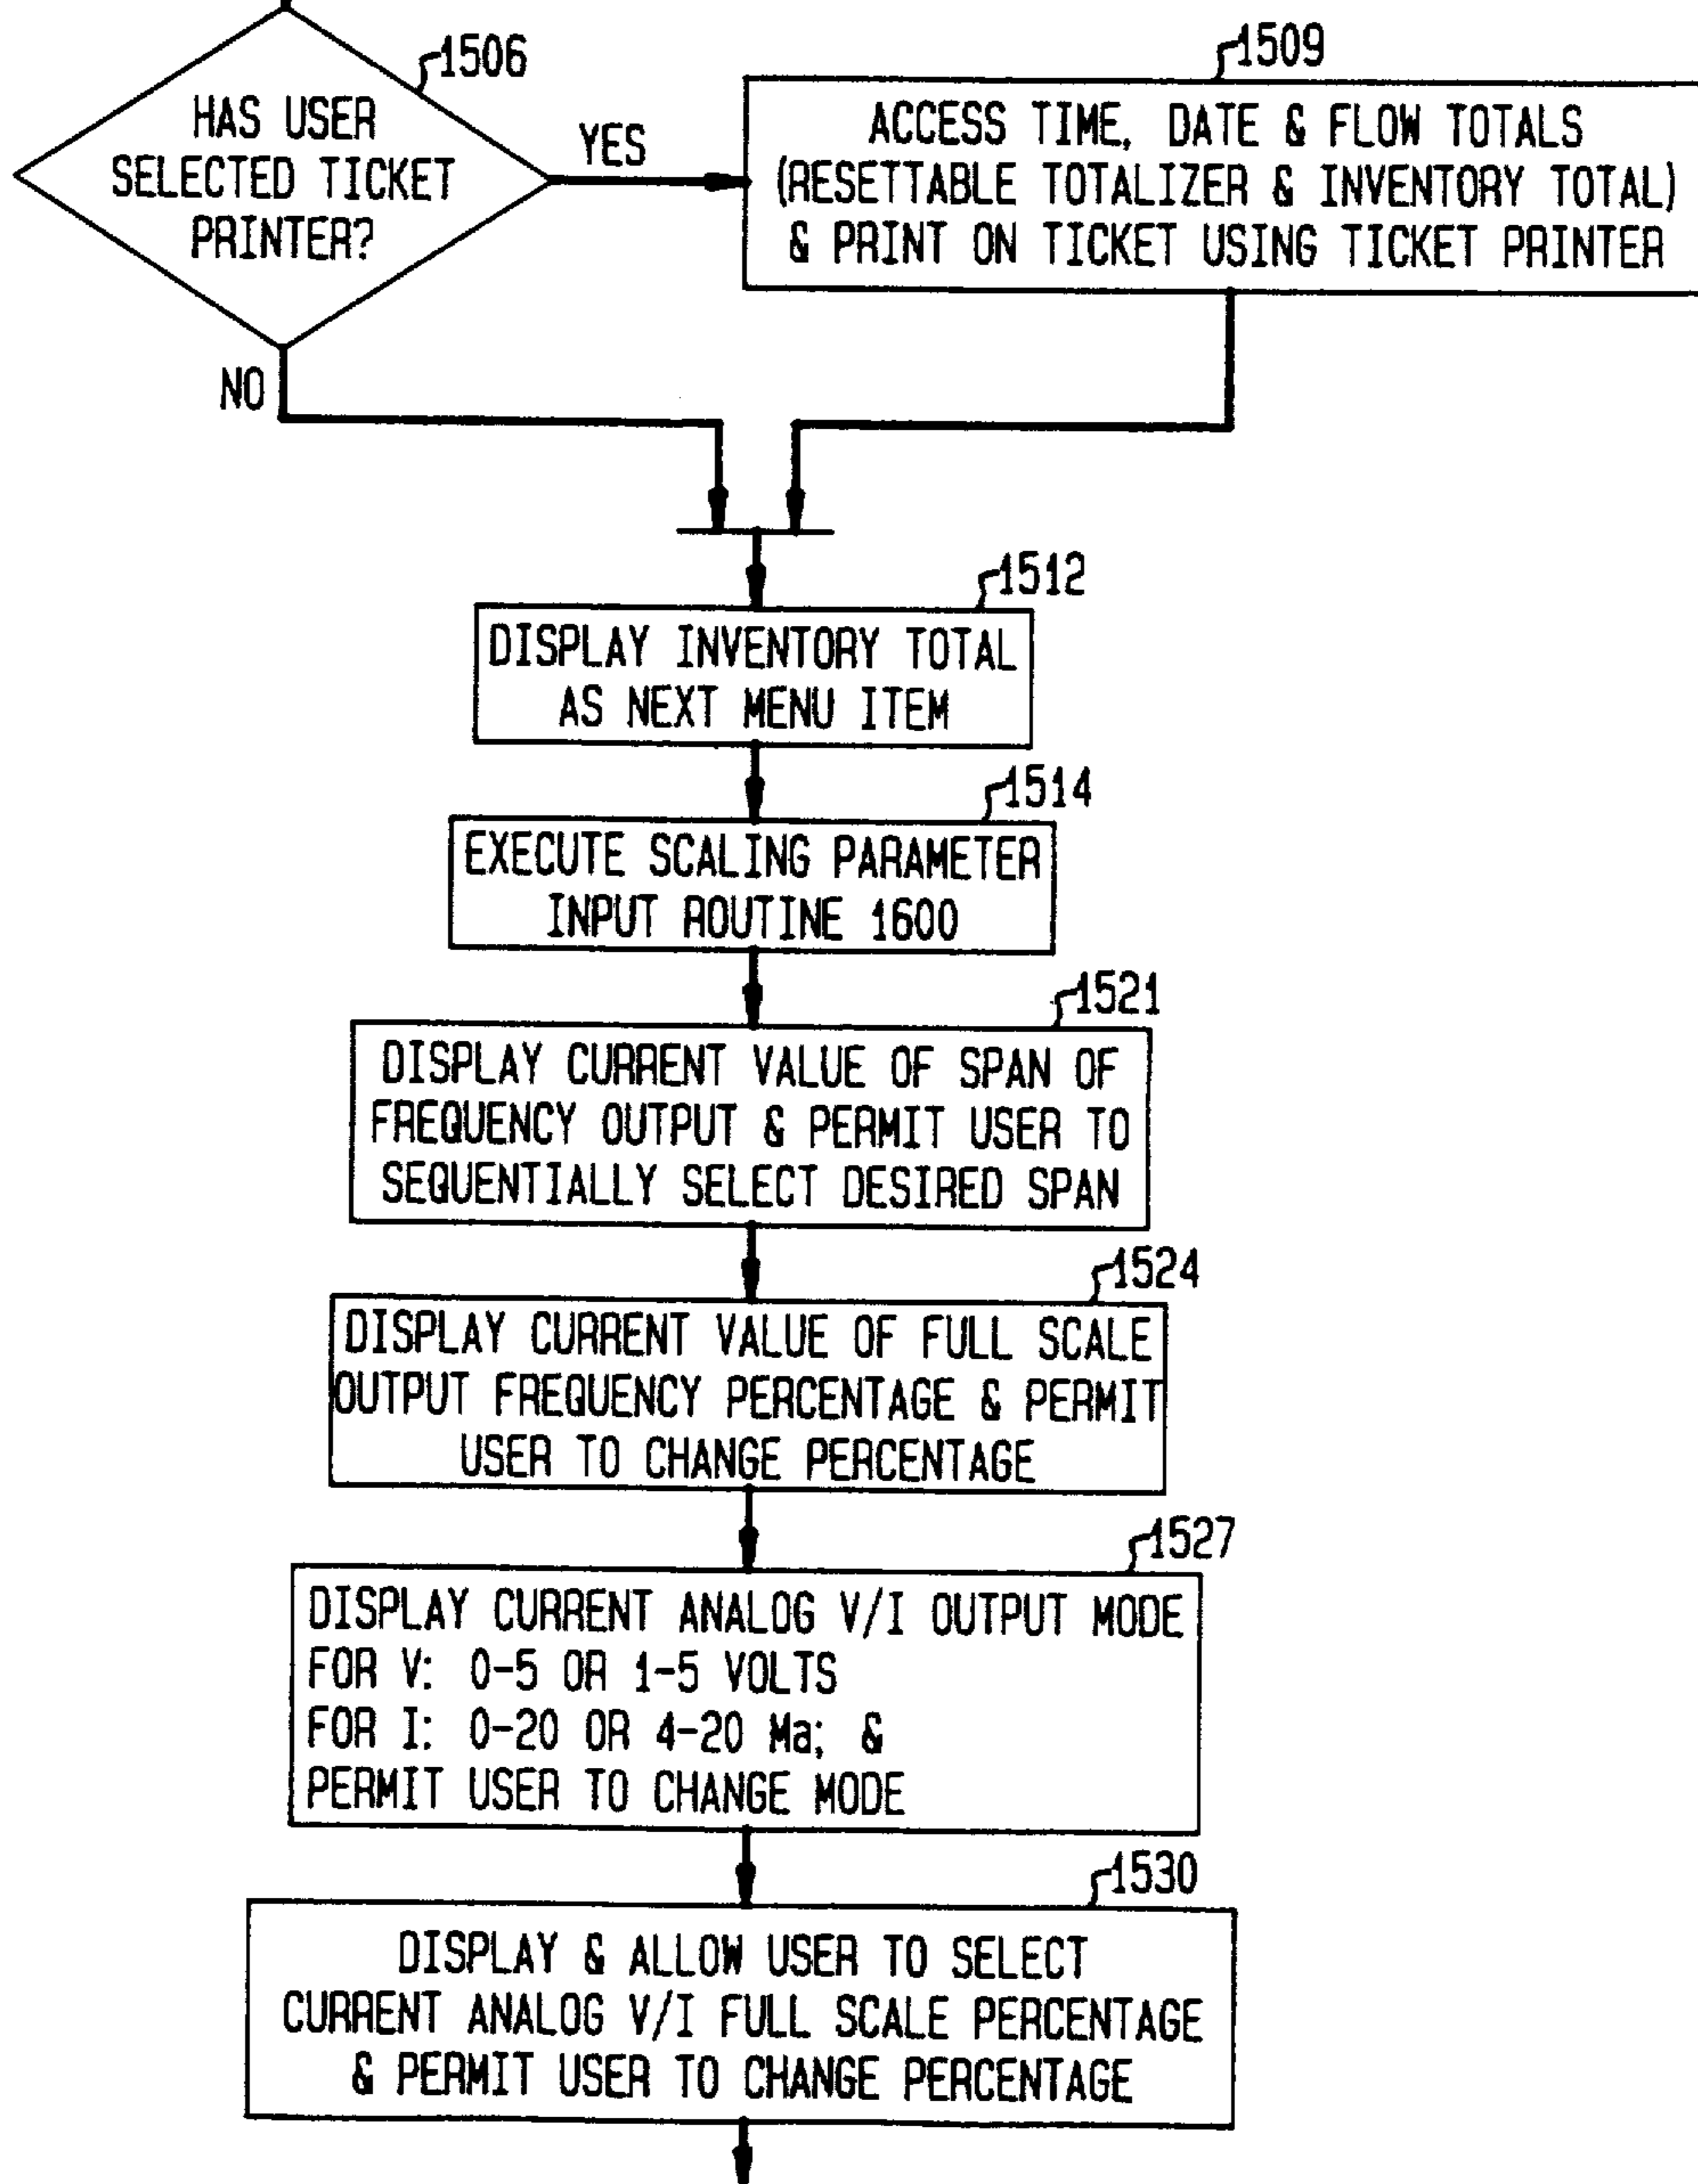 1506
HAS USER
SELECTED TICKET
PRINTER?
YES
NO
1509
ACCESS TIME, DATE & FLOW TOTALS
(RESETTABLE TOTALIZER & INVENTORY TOTAL)
& PRINT ON TICKET USING TICKET PRINTER
1512
DISPLAY INVENTORY TOTAL
AS NEXT MENU ITEM
1514
EXECUTE SCALING PARAMETER
INPUT ROUTINE 1600
1521
DISPLAY CURRENT VALUE OF SPAN OF
FREQUENCY OUTPUT & PERMIT USER TO
SEQUENTIALLY SELECT DESIRED SPAN
1524
DISPLAY CURRENT VALUE OF FULL SCALE
OUTPUT FREQUENCY PERCENTAGE & PERMIT
USER TO CHANGE PERCENTAGE
1527
DISPLAY CURRENT ANALOG V/I OUTPUT MODE
FOR V: 0-5 OR 1-5 VOLTS
FOR I: 0-20 OR 4-20 Ma; &
PERMIT USER TO CHANGE MODE
1530
DISPLAY & ALLOW USER TO SELECT
CURRENT ANALOG V/I FULL SCALE PERCENTAGE
& PERMIT USER TO CHANGE PERCENTAGE